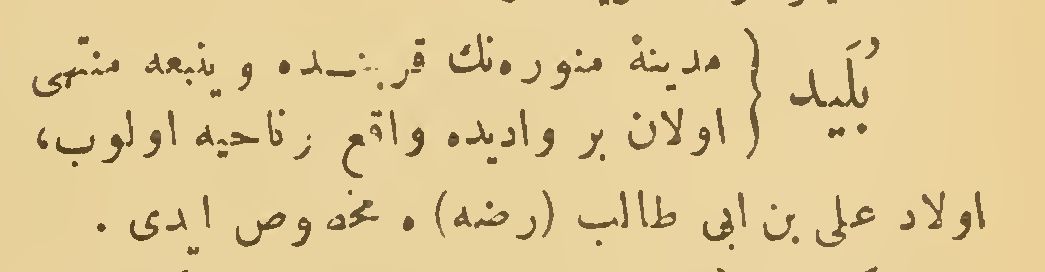 بُلَيد { مدينۀ منوره‌نك قربنده و ينبعه منتهى
اولان بر واديده واقع بر ناحيه اولوب،
اولاد على بن ابى طالب (رضه) ه مخصوص ايدى .